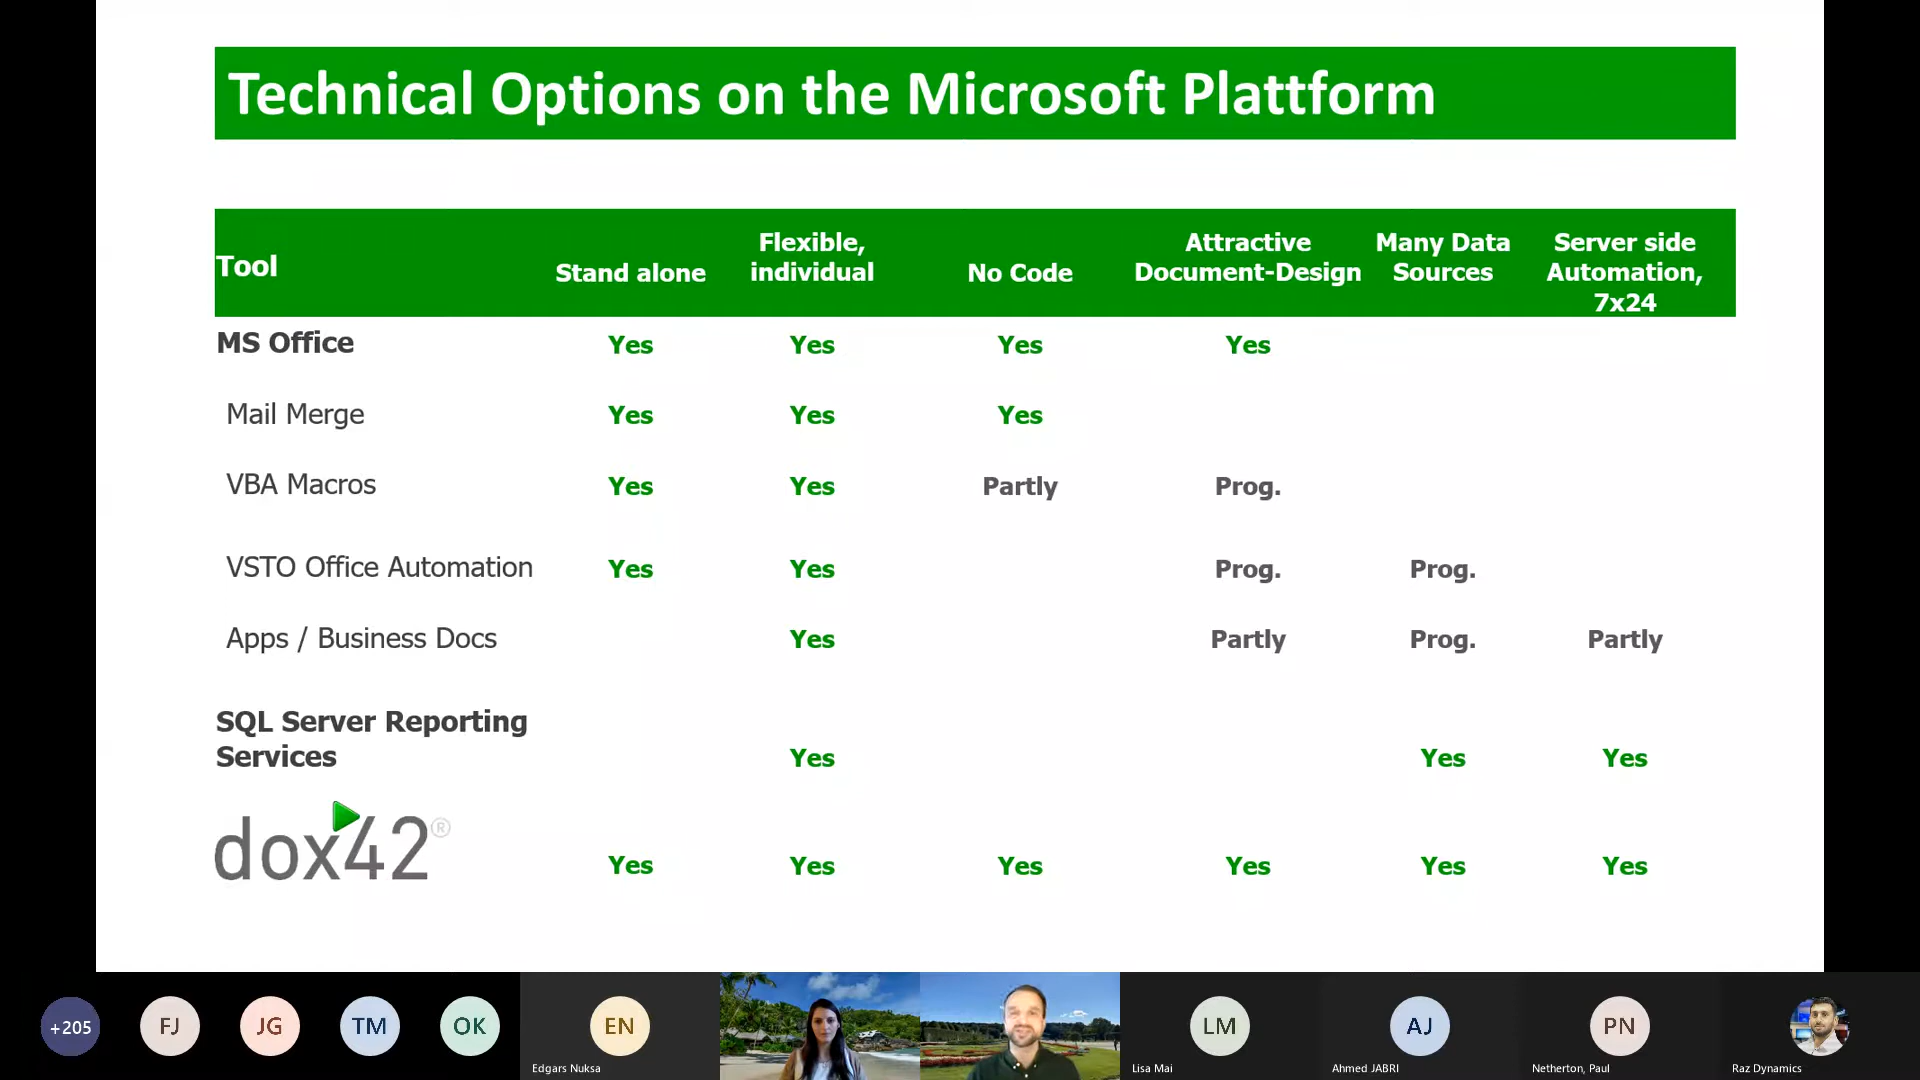 Technical Options on the Microsoft Plattform
Tool
Stand alone
Flexible,
individual
No Code
Attractive
Document-Design
Many Data
Sources
Server side
Automation,
7x24
MS Office Yes Yes Yes Yes
Mail Merge Yes Yes Yes
VBA Macros Yes Yes Partly Prog.
VSTO Office Automation Yes Yes Prog. Prog.
Apps / Business Docs Yes Partly Prog. Partly
SQL Server Reporting
Services Yes Yes Yes
dox42® Yes Yes Yes Yes Yes Yes
+205 FJ JG TM OK EN LM AJ PN
Edgars Nuksa Lisa Mai Ahmed JABRI Netherton, Paul Raz Dynamics